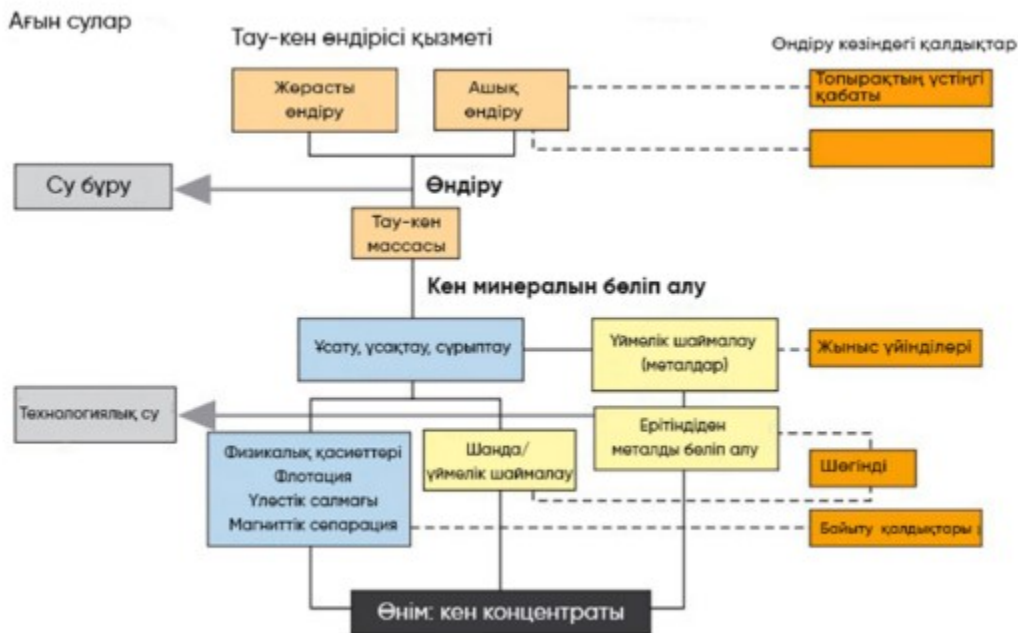 Ағын сулар
Тау-кен өндірісі қызметі
Өндіру көзіндегі қалдықтар
Жерасты
өндіру
Ашық
өндіру
Топырақтың үстіңгі
қабаты
Су бұру
Өндіру
Тау-кен
массасы
Кен минералын бөліп алу
Ұсату, ұсақтау, сұрыптау
Үймелік шаймалау
(металдар)
Жыныс үйінділері
Технологиялық су
Ерітіндіден
металды бөліп алу
Физикалық қасиеттері
Флотация
Үлестік салмағы
Магниттік сепарация
Шанда/
үймелік шаймалау
Шөгінді
Байыту қалдықтары
Өнім: кен концентраты